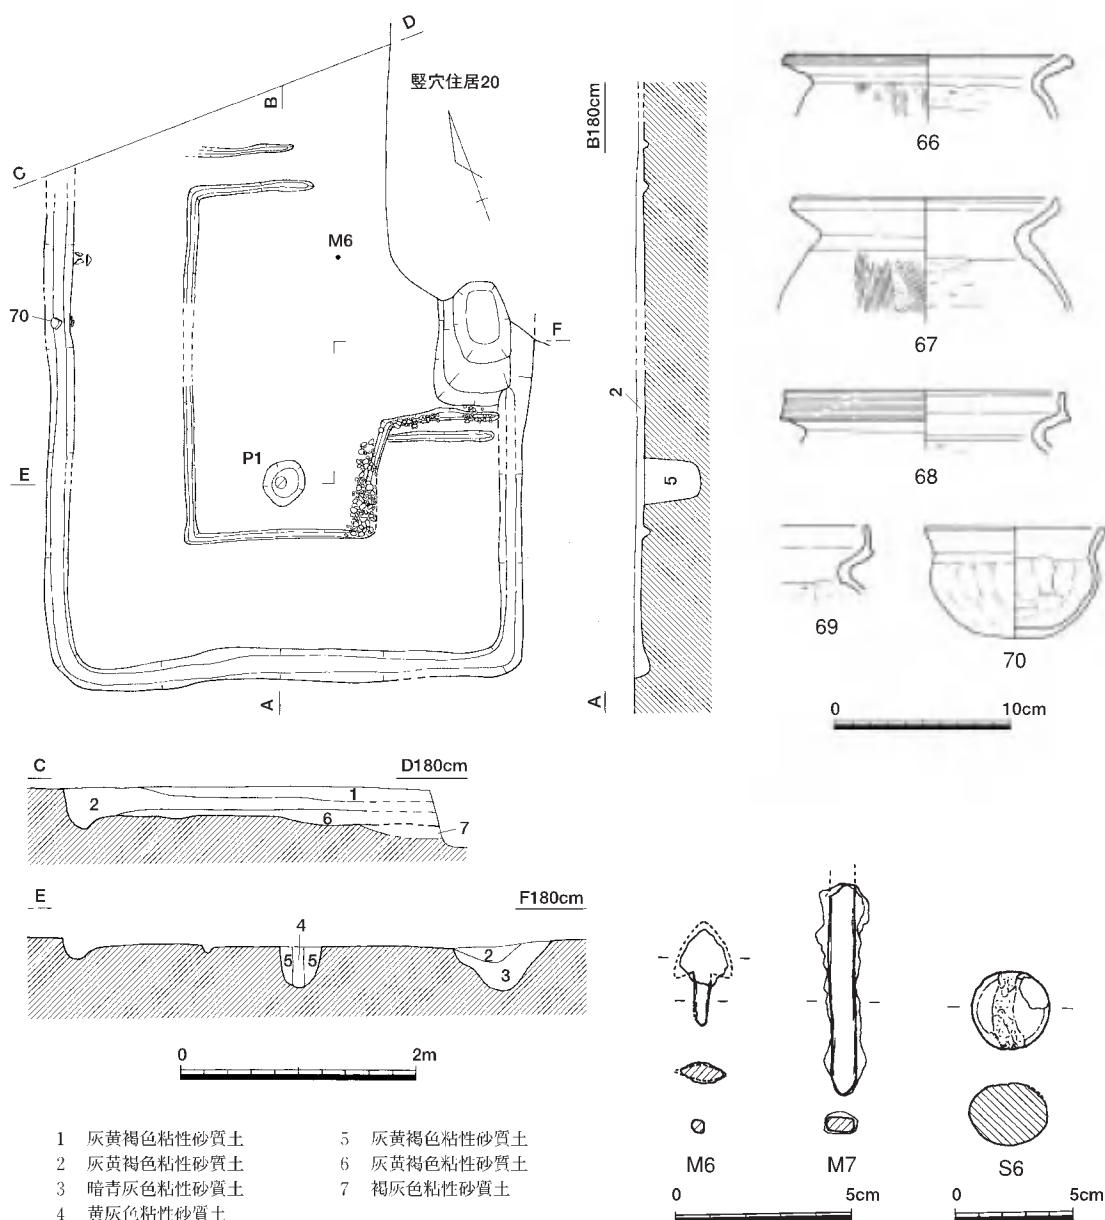 D
竪穴住居20
B
C
M6
70
F
E
P1
A
B180cm
2
5
A
66
67
68
69
70
0 10cm
C D180cm
1
2
6
7
E F180cm
4
5 5
2
3
0 2m
1 灰黄褐色粘性砂質土
2 灰黄褐色粘性砂質土
3 暗青灰色粘性砂質土
4 黄灰色粘性砂質土
5 灰黄褐色粘性砂質土
6 灰黄褐色粘性砂質土
7 褐灰色粘性砂質土
M6 M7 S6
0 5cm
0 5cm